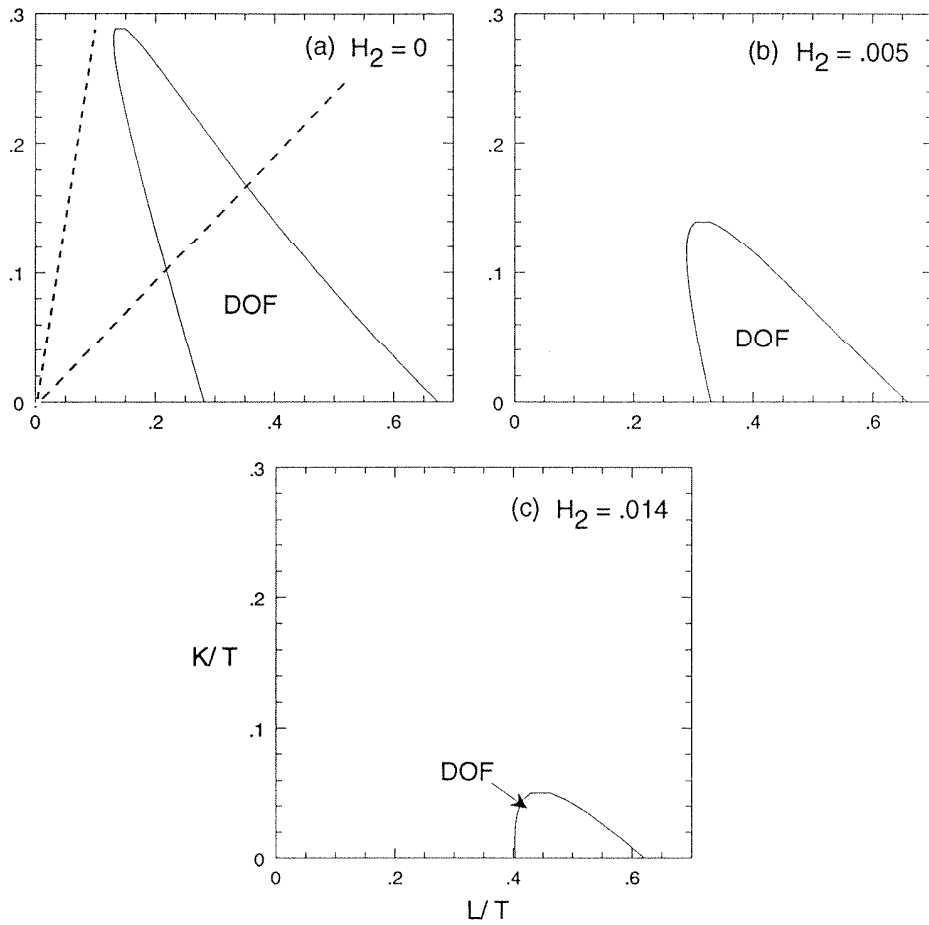 .3
(a) H2 = 0
.2
.1
DOF
0
0 .2 .4 .6
.3
(b) H2 = .005
.2
.1
DOF
0
0 .2 .4 .6
.3
(c) H2 = .014
.2
K/T
.1
DOF
0
0 .2 .4 .6
L/T